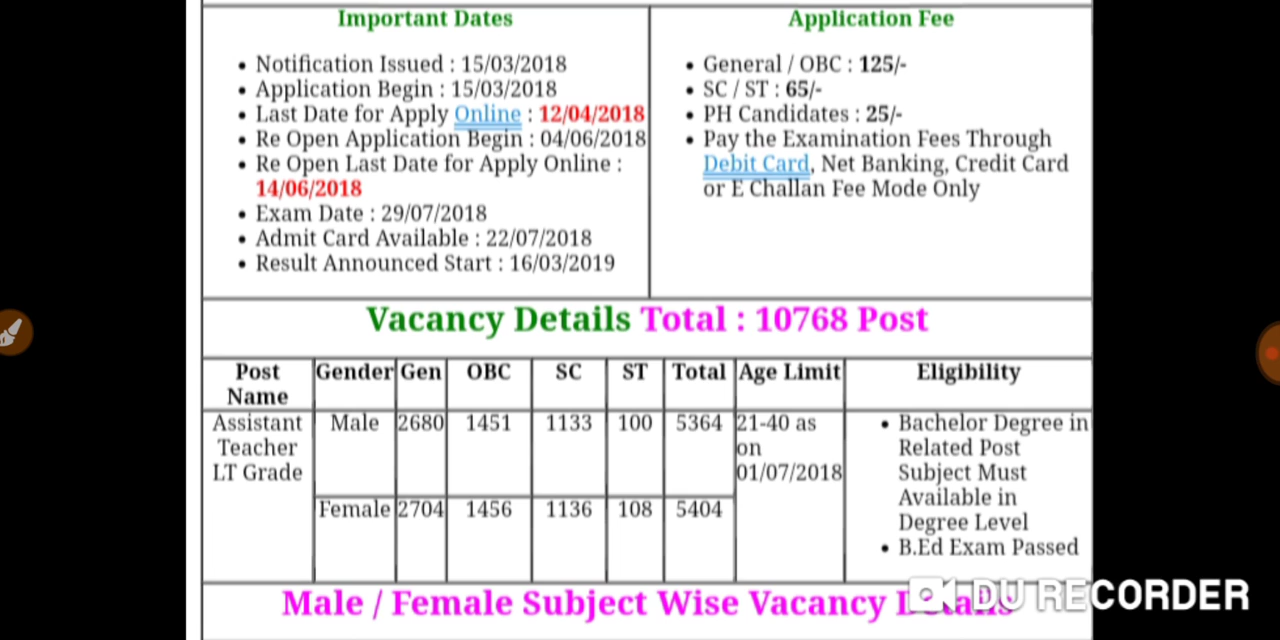 Important Dates
• Notification Issued : 15/03/2018
• Application Begin : 15/03/2018
• Last Date for Apply Online : 12/04/2018
• Re Open Application Begin : 04/06/2018
• Re Open Last Date for Apply Online :
14/06/2018
• Exam Date : 29/07/2018
• Admit Card Available : 22/07/2018
• Result Announced Start : 16/03/2019
Application Fee
• General / OBC : 125/-
• SC / ST : 65/-
• PH Candidates : 25/-
• Pay the Examination Fees Through
Debit Card, Net Banking, Credit Card
or E Challan Fee Mode Only
Vacancy Details Total : 10768 Post
Post Name Gender Gen OBC SC ST Total Age Limit Eligibility
Assistant
Teacher
LT Grade
Male 2680 1451 1133 100 5364
Female 2704 1456 1136 108 5404
21-40 as
on
01/07/2018
• Bachelor Degree in
Related Post
Subject Must
Available in
Degree Level
• B.Ed Exam Passed
Male / Female Subject Wise Vacancy Details
DU RECORDER